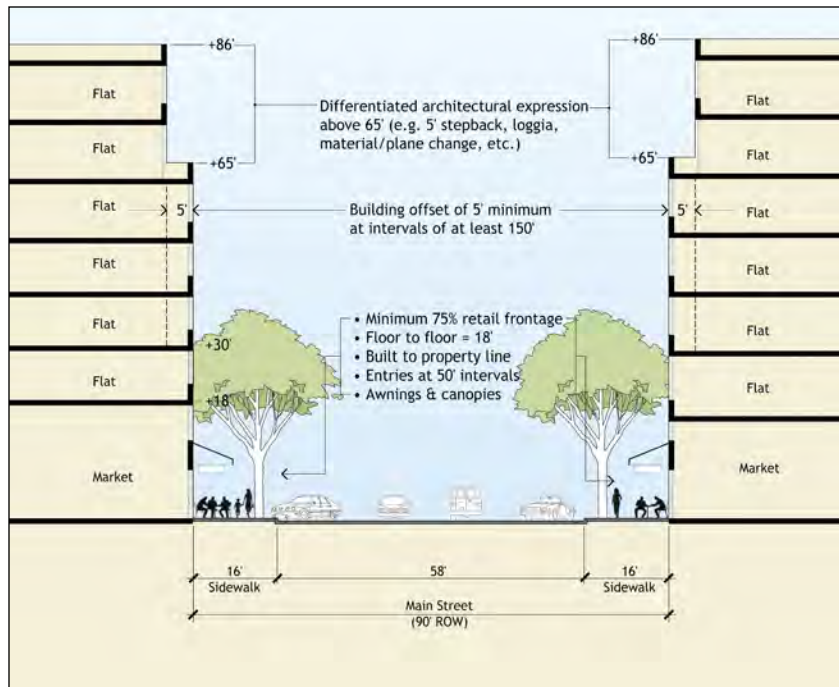 +86'
+86'
Flat
Flat
Differentiated architectural expression
above 65' (e.g. 5' stepback, loggia,
material/plane change, etc.)
Flat
Flat
+65'
+65'
Flat
5'
Building offset of 5' minimum
at intervals of at least 150'
5'
Flat
Flat
Flat
• Minimum 75% retail frontage
• Floor to floor = 18'
• Built to property line
• Entries at 50' intervals
• Awnings & canopies
Flat
+30'
Flat
Flat
Flat
+18'
Market
Market
16'
Sidewalk
58'
16'
Sidewalk
Main Street
(90' ROW)